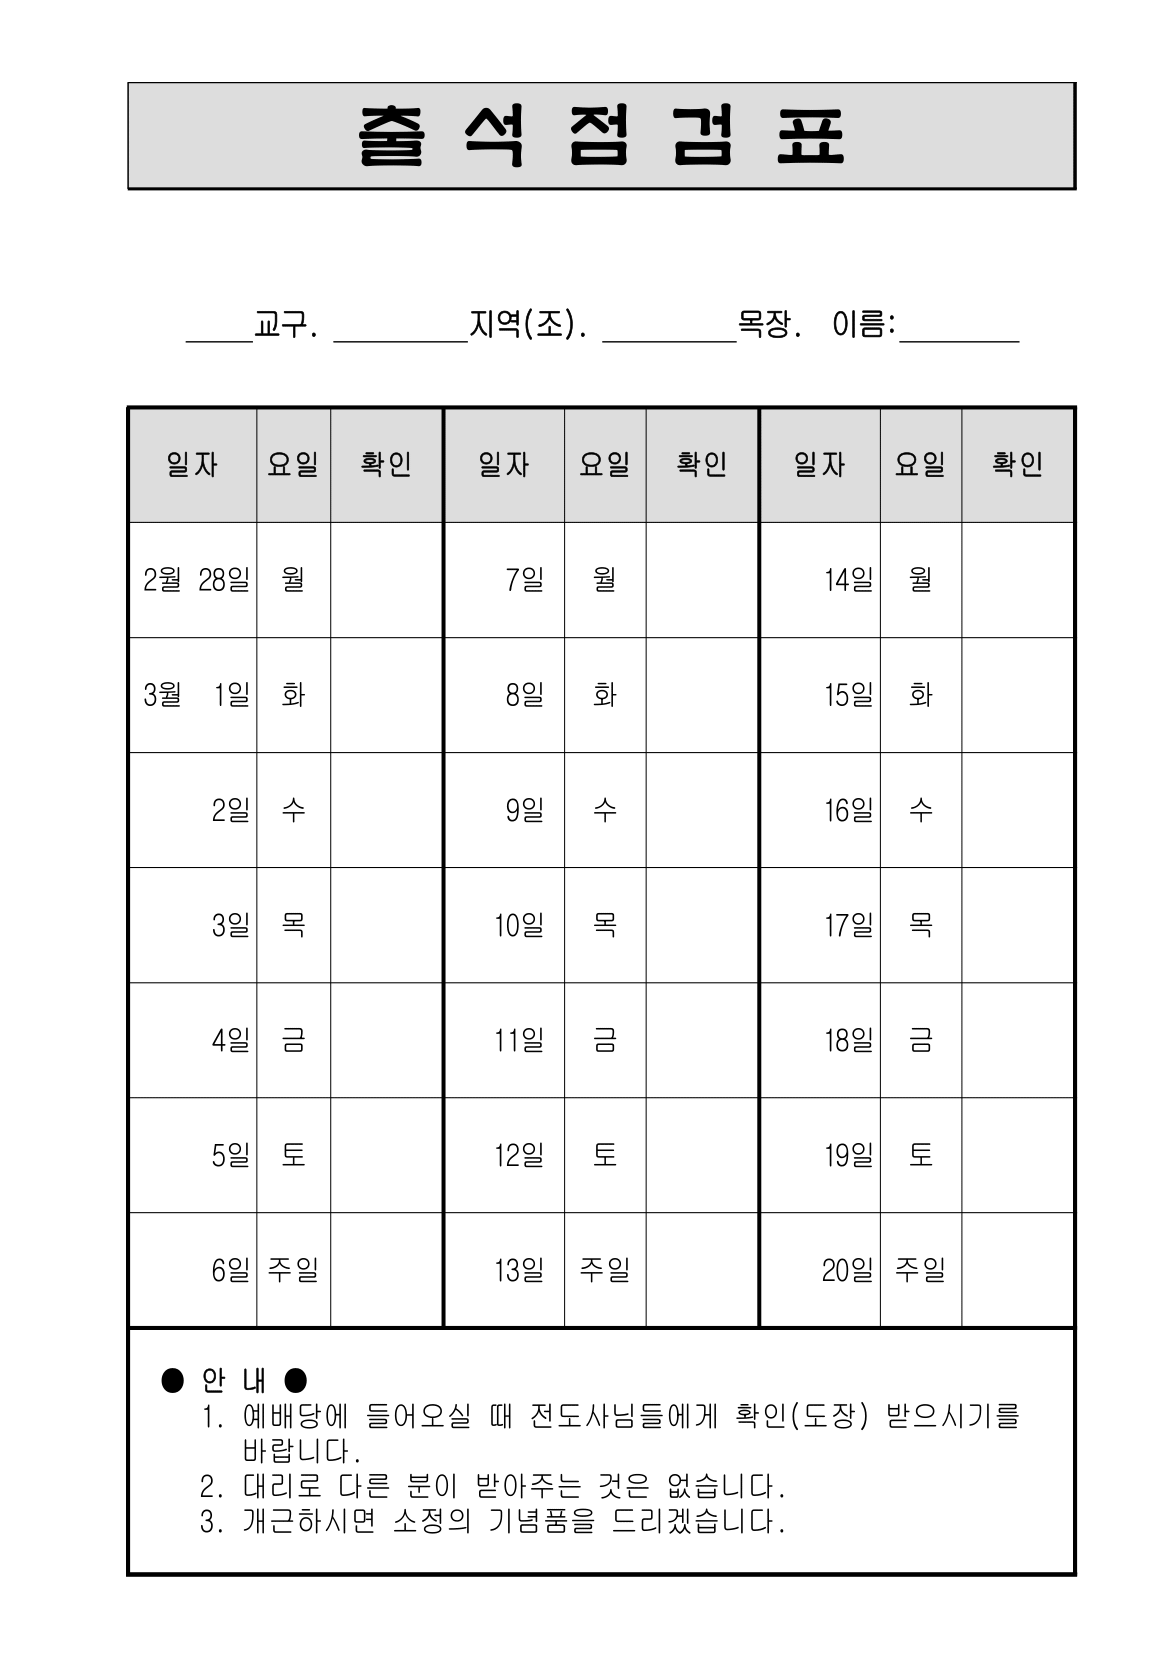 출 석 점 검 표
____교구. ________지역(조). ________목장. 이름:_______
일자 요일 확인 일자 요일 확인 일자 요일 확인
2월 28일 월 7일 월 14일 월
3월 1일 화 8일 화 15일 화
2일 수 9일 수 16일 수
3일 목 10일 목 17일 목
4일 금 11일 금 18일 금
5일 토 12일 토 19일 토
6일 주일 13일 주일 20일 주일
● 안 내 ●
1. 예배당에 들어오실 때 전도사님들에게 확인(도장) 받으시기를
바랍니다.
2. 대리로 다른 분이 받아주는 것은 없습니다.
3. 개근하시면 소정의 기념품을 드리겠습니다.